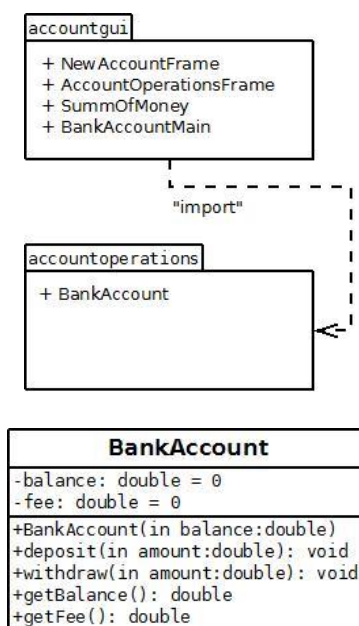 accountgui
+ NewAccountFrame
+ AccountOperationsFrame
+ SummOfMoney
+ BankAccountMain
"import"
accountoperations
+ BankAccount
BankAccount
-balance: double = 0
-fee: double = 0
+BankAccount(in balance:double)
+deposit(in amount:double): void
+withdraw(in amount:double): void
+getBalance(): double
+getFee(): double